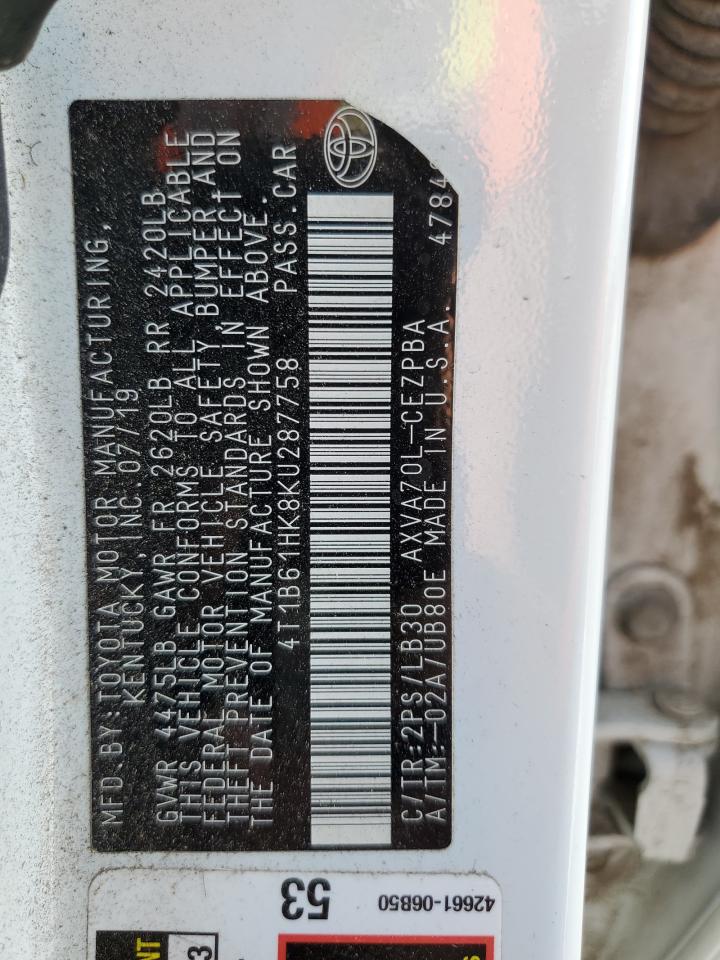 MFD.BY:TOYOTA MOTOR MANUFACTURING,
KENTUCKY,INC. 07/19
GVWR 4475LB GAWR FR 2620LB RR 2420LB
THIS VEHICLE CONFORMS TO ALL APPLICABLE
FEDERAL MOTOR VEHICLE SAFETY, BUMPER, AND
THEFT PREVENTION STANDARDS IN EFFECT ON
THE DATE OF MANUFACTURE SHOWN ABOVE.
4T1B61HK8KU287758 PASS.CAR
C/TR:2PS/LB30 AXVA70L-CEZPBA
A/TM:-02A/UB80E MADE IN U.S.A. 4784
53
42661-06B50